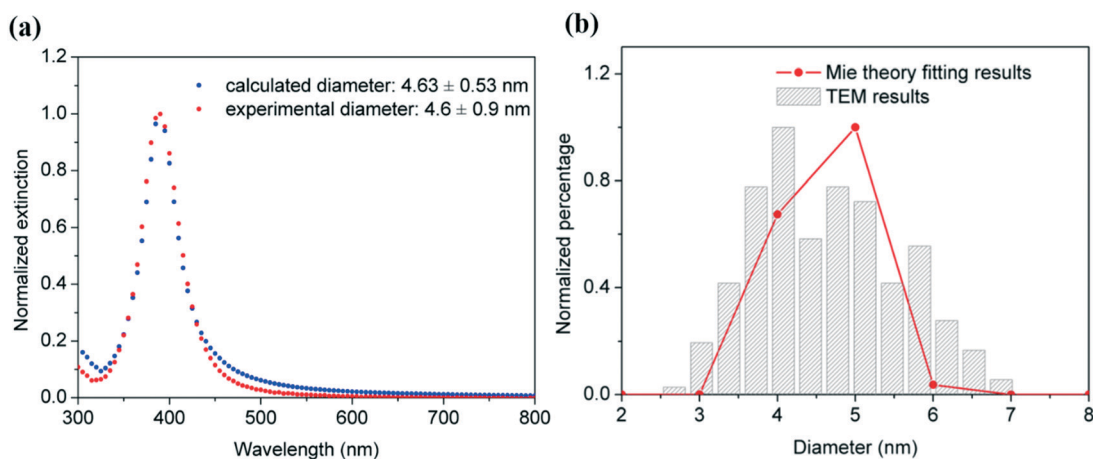 (a)
1.2
1.0
0.8
0.6
0.4
0.2
0.0
Normalized extinction
calculated diameter: 4.63 ± 0.53 nm
experimental diameter: 4.6 ± 0.9 nm
300 400 500 600 700 800
Wavelength (nm)
(b)
1.2
0.8
0.4
0.0
Normalized percentage
Mie theory fitting results
TEM results
2 3 4 5 6 7 8
Diameter (nm)